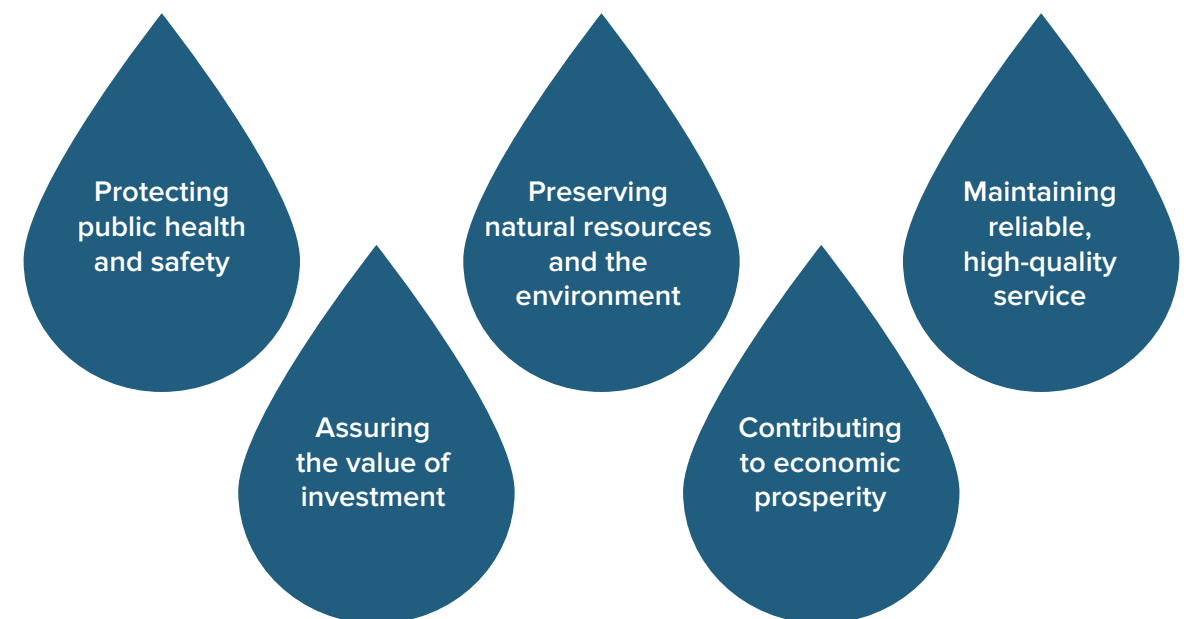 Protecting
public health
and safety
Preserving
natural resources
and the
environment
Maintaining
reliable,
high-quality
service
Assuring
the value of
investment
Contributing
to economic
prosperity